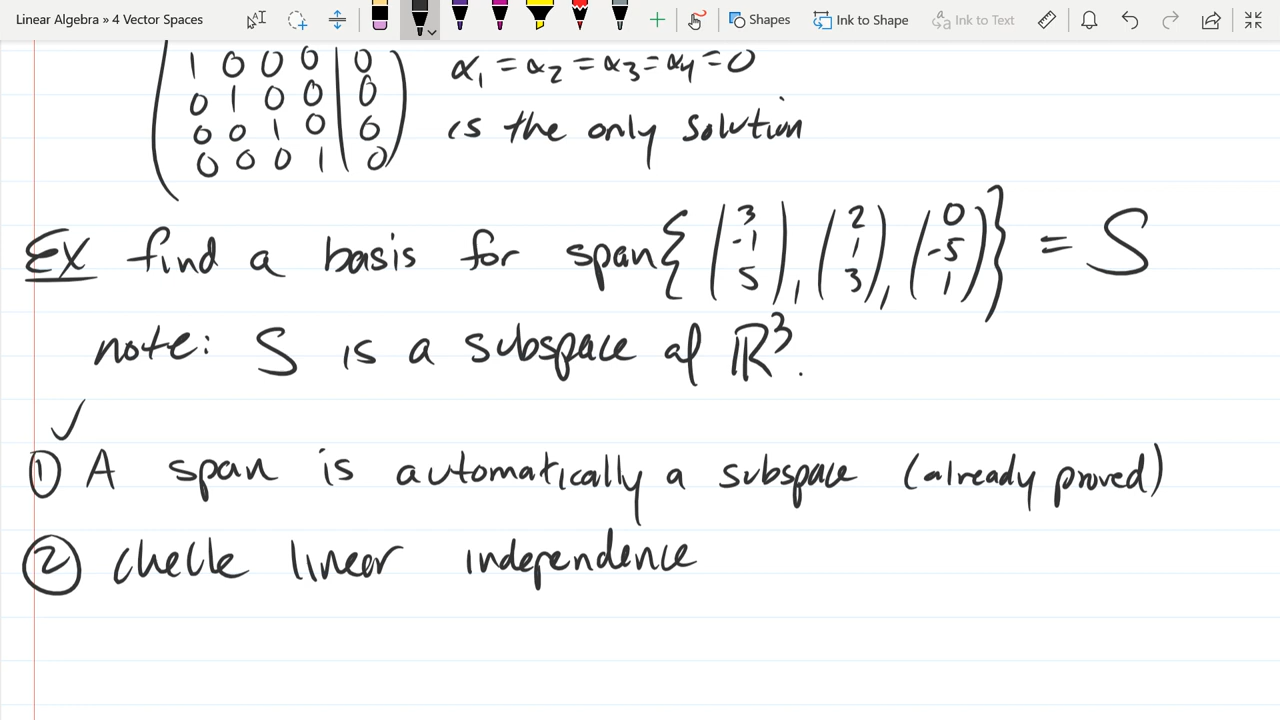 Linear Algebra » 4 Vector Spaces
Shapes
Ink to Shape
Ink to Text
1 0 0 0 | 0
0 1 0 0 | 0
0 0 1 0 | 0
0 0 0 1 | 0
α₁ = α₂ = α₃ = α₄ = 0
is the only solution
Ex find a basis for span{(3 -1 5), (2 1 3), (0 -5 1)} = S
note: S is a subspace of ℝ³.
✓
① A span is automatically a subspace (already proved)
② check linear independence